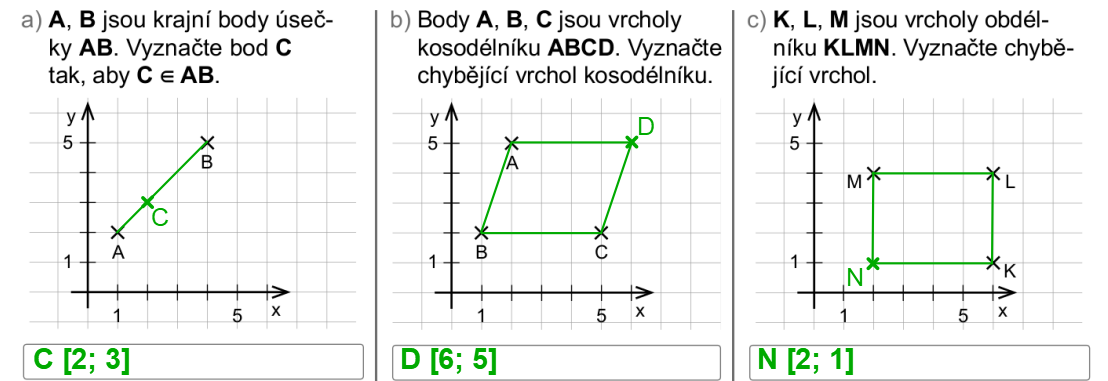 a) A, B jsou krajní body úseč-
ky AB. Vyznačte bod C
tak, aby C ∈ AB.
y
5
B
C
A
1
1
5
x
C [2; 3]
b) Body A, B, C jsou vrcholy
kosodélníku ABCD. Vyznačte
chybějící vrchol kosodélníku.
y
5
D
A
B
C
1
1
5
x
D [6; 5]
c) K, L, M jsou vrcholy obdél-
níku KLMN. Vyznačte chybě-
jící vrchol.
y
5
M
L
1
N
K
1
5
x
N [2; 1]